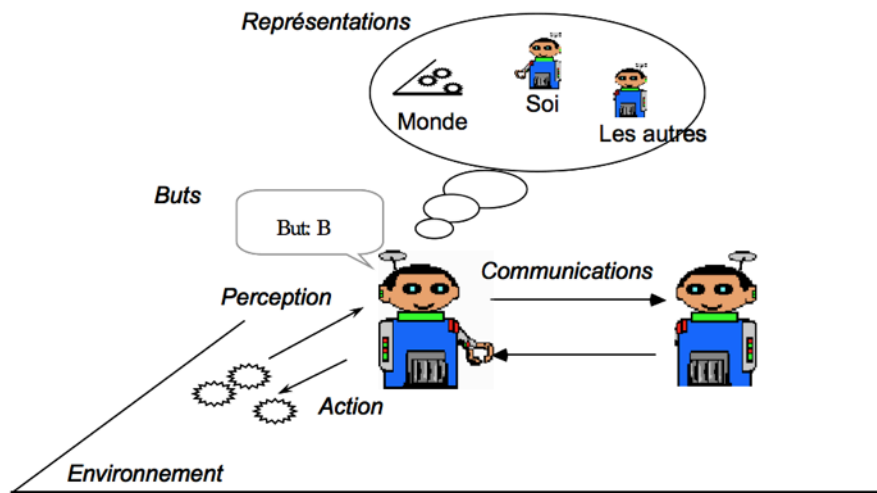 Représentations
Monde
Soi
Les autres
Buts
But: B
Communications
Perception
Action
Environnement